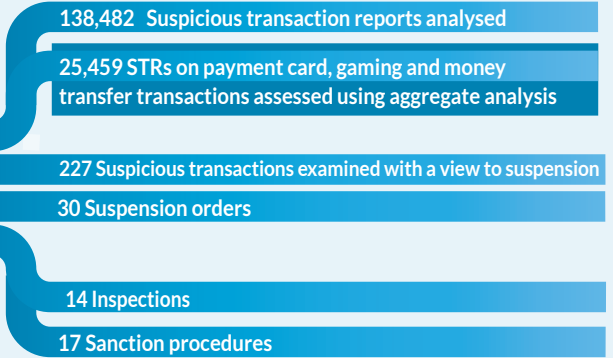 138,482 Suspicious transaction reports analysed
25,459 STRs on payment card, gaming and money
transfer transactions assessed using aggregate analysis
227 Suspicious transactions examined with a view to suspension
30 Suspension orders
14 Inspections
17 Sanction procedures